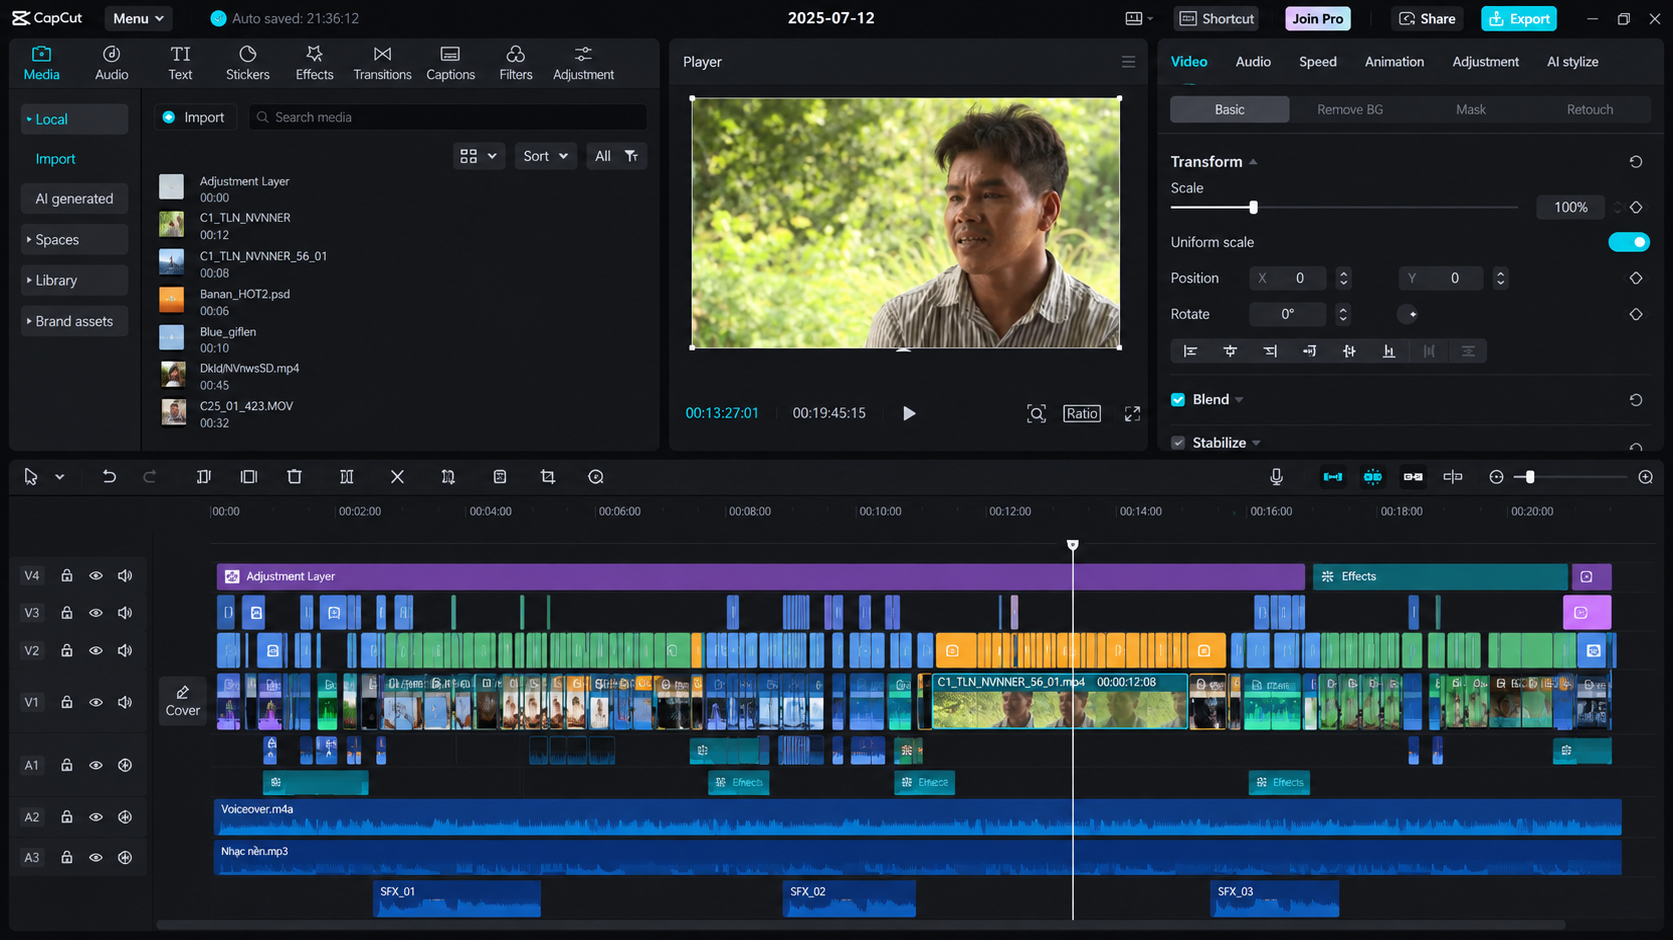 CapCut
Menu
Auto saved: 21:36:12
2025-07-12
Shortcut
Join Pro
Share
Export
Media
Audio
Text
Stickers
Effects
Transitions
Captions
Filters
Adjustment
Local
Import
AI generated
Spaces
Library
Brand assets
Import
Search media
Sort
All
Adjustment Layer
00:00
C1_TLN_NVNNER
00:12
C1_TLN_NVNNER_56_01
00:08
Banan_HOT2.psd
00:06
Blue_giflen
00:10
Dkld/NVnwsSD.mp4
00:45
C25_01_423.MOV
00:32
Player
00:13:27:01
00:19:45:15
Ratio
Video
Audio
Speed
Animation
Adjustment
AI stylize
Basic
Remove BG
Mask
Retouch
Transform
Scale
100%
Uniform scale
Position
X 0
Y 0
Rotate
0°
Blend
Stabilize
00:00
00:02:00
00:04:00
00:06:00
00:08:00
00:10:00
00:12:00
00:14:00
00:16:00
00:18:00
00:20:00
V4
Adjustment Layer
Effects
V3
V2
V1
Cover
C1_TLN_NVNNER_56_01.mp4 00:00:12:08
A1
Effects
Effects
A2
Voiceover.m4a
A3
Nhạc nền.mp3
SFX_01
SFX_02
SFX_03